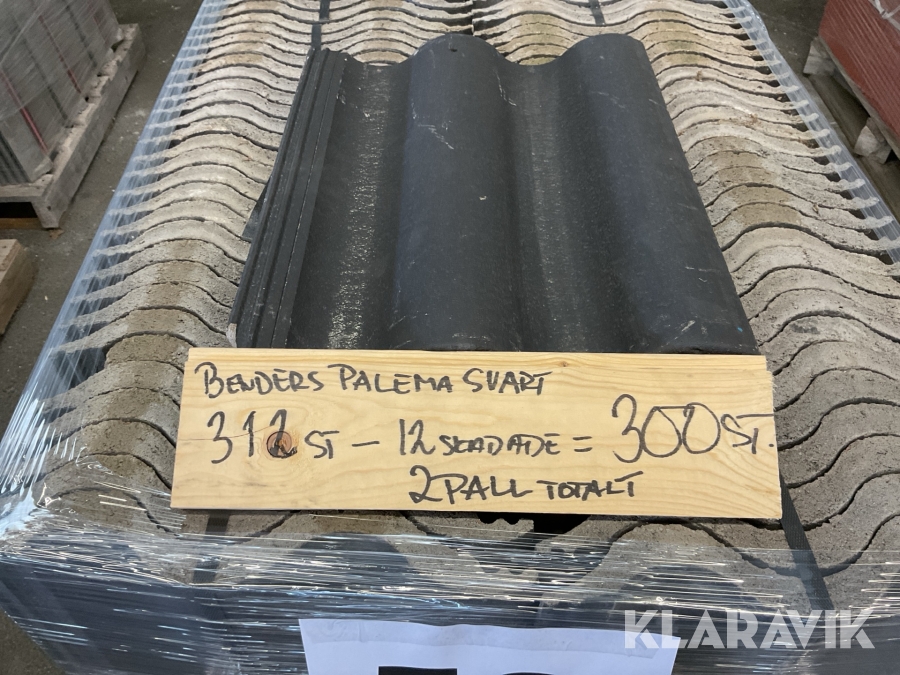 BENDERS PALEMA SVART
312 ST - 12 SKADADE = 300 ST.
2 PALL TOTALT
KLARAVIK